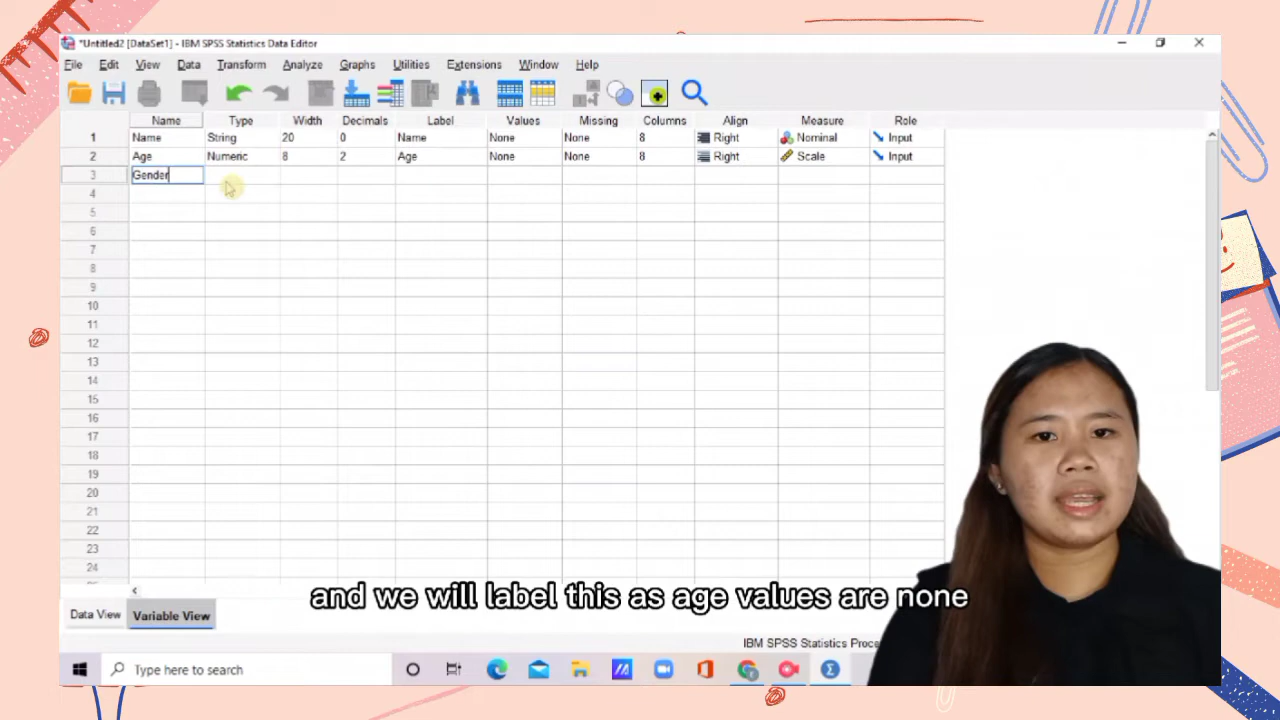 *Untitled2 [DataSet1] - IBM SPSS Statistics Data Editor
File Edit View Data Transform Analyze Graphs Utilities Extensions Window Help
Name Type Width Decimals Label Values Missing Columns Align Measure Role
1 Name String 20 0 Name None None 8 Right Nominal Input
2 Age Numeric 8 2 Age None None 8 Right Scale Input
3 Gender
4
5
6
7
8
9
10
11
12
13
14
15
16
17
18
19
20
21
22
23
24
and we will label this as age values are none
Data View Variable View
IBM SPSS Statistics Proce
Type here to search